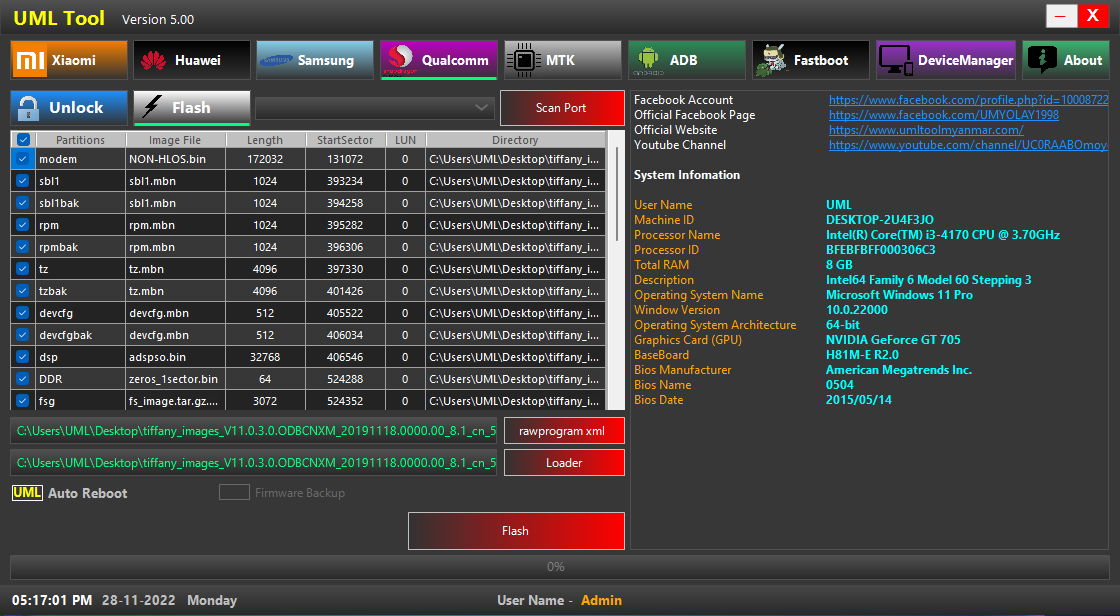 UML Tool Version 5.00
Xiaomi Huawei Samsung Qualcomm MTK ADB Fastboot DeviceManager About
Unlock Flash Scan Port
Partitions Image File Length StartSector LUN Directory
modem NON-HLOS.bin 172032 131072 0 C:\Users\UML\Desktop\tiffany_i...
sbl1 sbl1.mbn 1024 393234 0 C:\Users\UML\Desktop\tiffany_i...
sbl1bak sbl1.mbn 1024 394258 0 C:\Users\UML\Desktop\tiffany_i...
rpm rpm.mbn 1024 395282 0 C:\Users\UML\Desktop\tiffany_i...
rpmbak rpm.mbn 1024 396306 0 C:\Users\UML\Desktop\tiffany_i...
tz tz.mbn 4096 397330 0 C:\Users\UML\Desktop\tiffany_i...
tzbak tz.mbn 4096 401426 0 C:\Users\UML\Desktop\tiffany_i...
devcfg devcfg.mbn 512 405522 0 C:\Users\UML\Desktop\tiffany_i...
devcfgbak devcfg.mbn 512 406034 0 C:\Users\UML\Desktop\tiffany_i...
dsp adspso.bin 32768 406546 0 C:\Users\UML\Desktop\tiffany_i...
DDR zeros_1sector.bin 64 524288 0 C:\Users\UML\Desktop\tiffany_i...
fsg fs_image.tar.gz.... 3072 524352 0 C:\Users\UML\Desktop\tiffany_i...
C:\Users\UML\Desktop\tiffany_images_V11.0.3.0.ODBCNXM_20191118.0000.00_8.1_cn_5 rawprogram xml
C:\Users\UML\Desktop\tiffany_images_V11.0.3.0.ODBCNXM_20191118.0000.00_8.1_cn_5 Loader
UML Auto Reboot Firmware Backup
Flash
Facebook Account https://www.facebook.com/profile.php?id=10008722
Official Facebook Page https://www.facebook.com/UMYOLAY1998
Official Website https://www.umltoolmyanmar.com/
Youtube Channel https://www.youtube.com/channel/UC0RAABOmoy
System Infomation
User Name UML
Machine ID DESKTOP-2U4F3JO
Processor Name Intel(R) Core(TM) i3-4170 CPU @ 3.70GHz
Processor ID BFEBFBFF000306C3
Total RAM 8 GB
Description Intel64 Family 6 Model 60 Stepping 3
Operating System Name Microsoft Windows 11 Pro
Window Version 10.0.22000
Operating System Architecture 64-bit
Graphics Card (GPU) NVIDIA GeForce GT 705
BaseBoard H81M-E R2.0
Bios Manufacturer American Megatrends Inc.
Bios Name 0504
Bios Date 2015/05/14
0%
05:17:01 PM 28-11-2022 Monday User Name - Admin